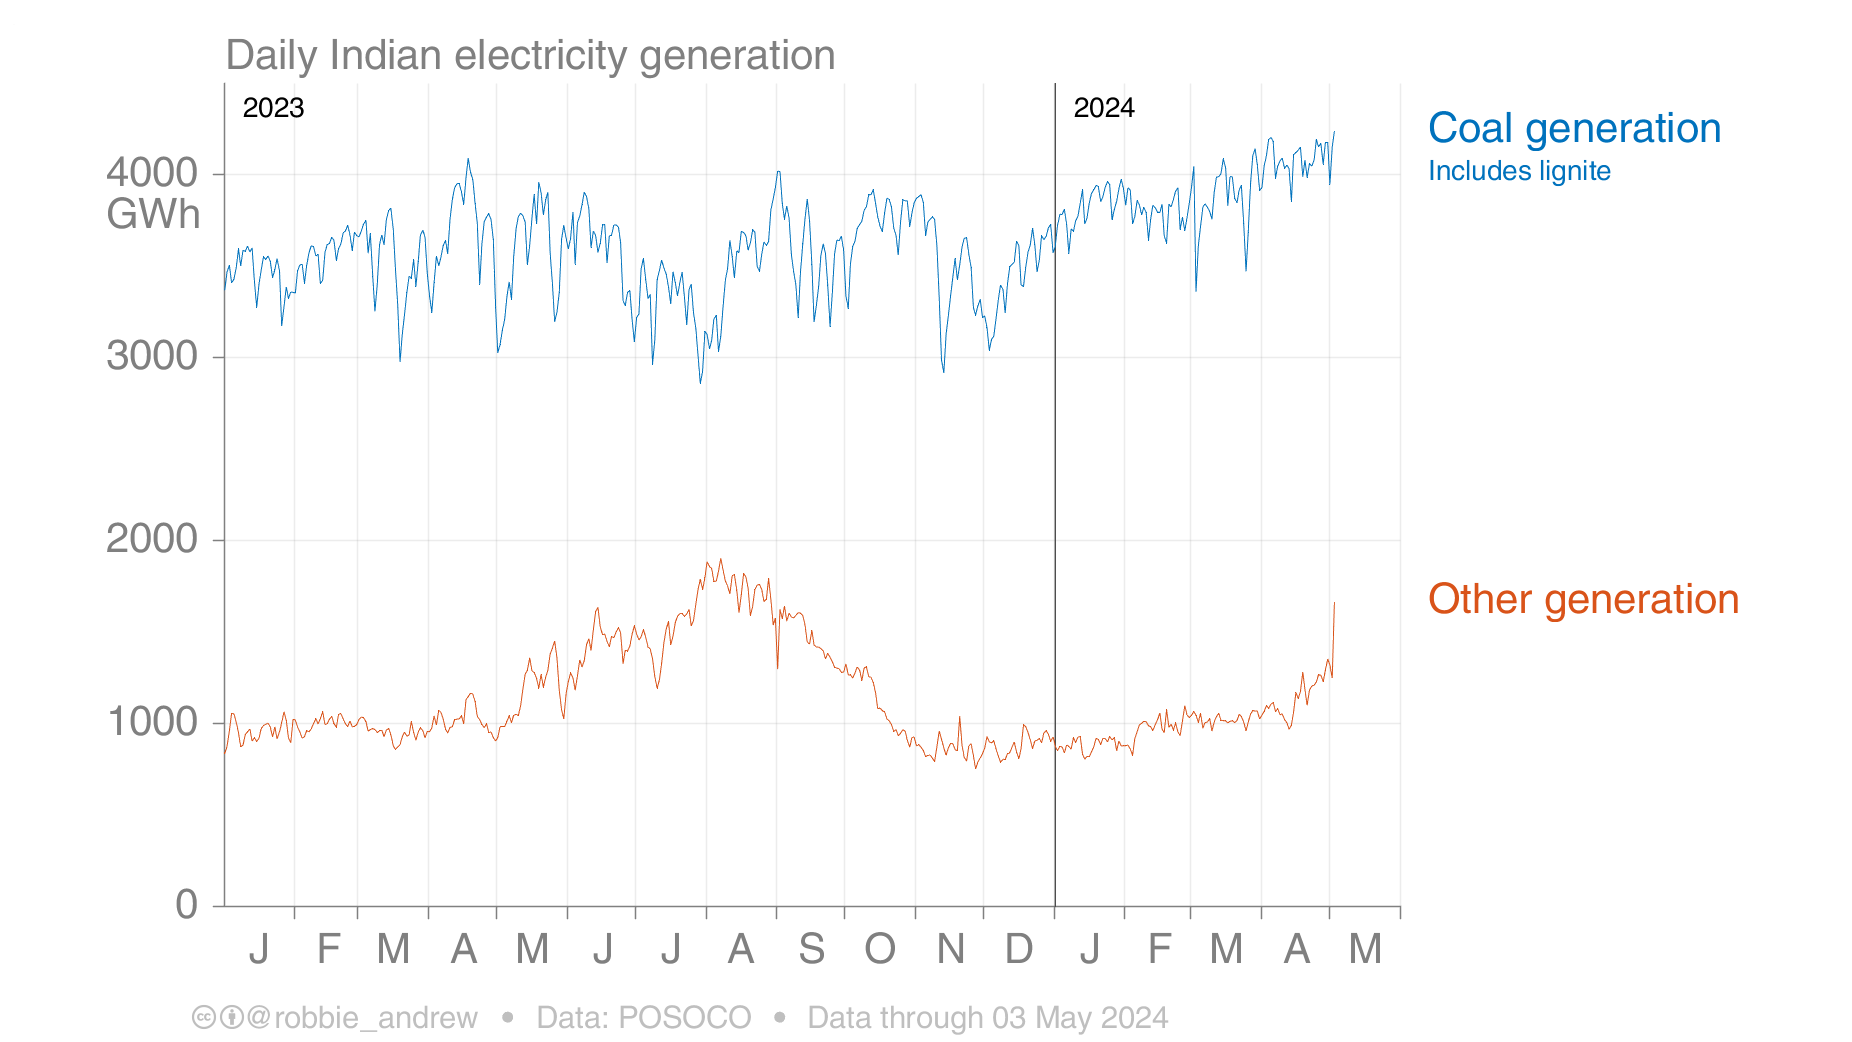 Daily Indian electricity generation
2023
2024
Coal generation
Includes lignite
4000
GWh
3000
2000
Other generation
1000
0
J F M A M J J A S O N D J F M A M
cc @robbie_andrew • Data: POSOCO • Data through 03 May 2024